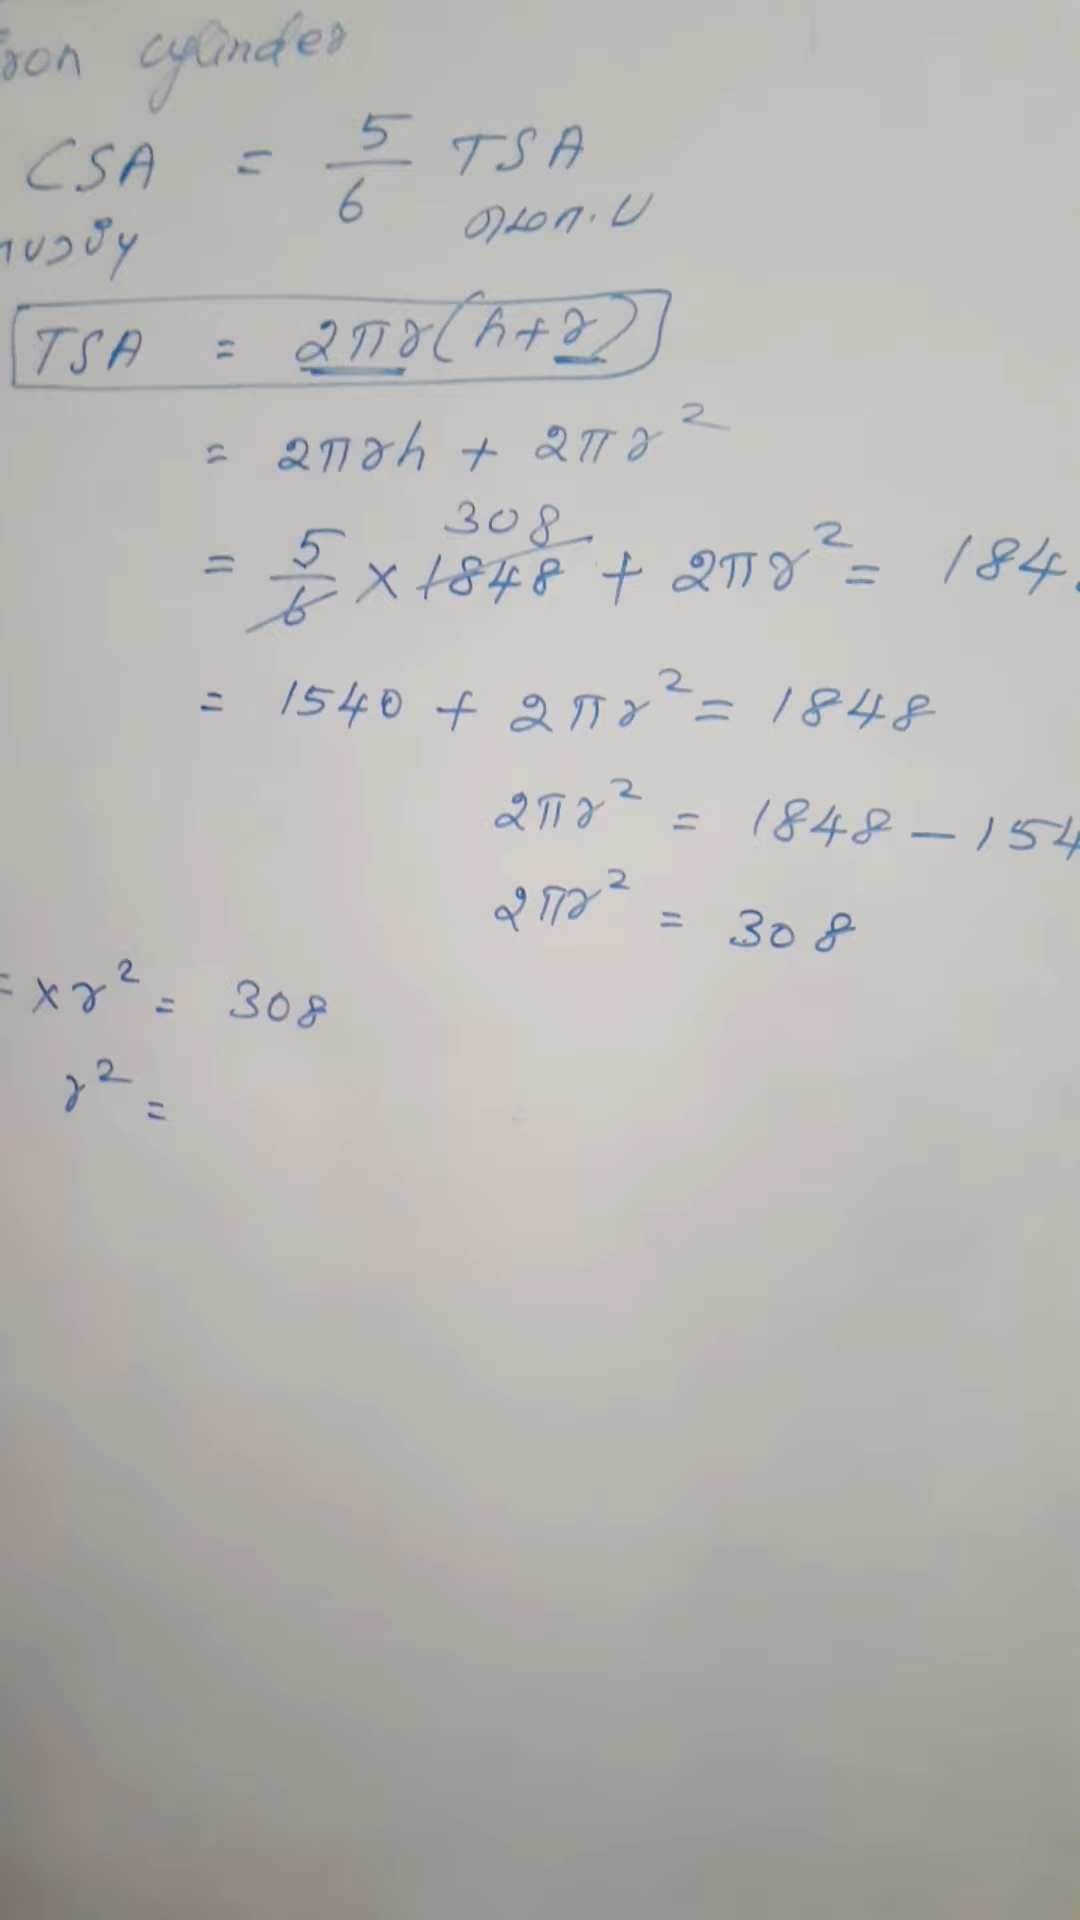 cylinder
CSA = 5/6 TSA
TSA = 2πr(h+r)
= 2πrh + 2πr²
308
= 5/6 × 1848 + 2πr² = 184
= 1540 + 2πr² = 1848
2πr² = 1848 - 154
2πr² = 308
× r² = 308
r² =